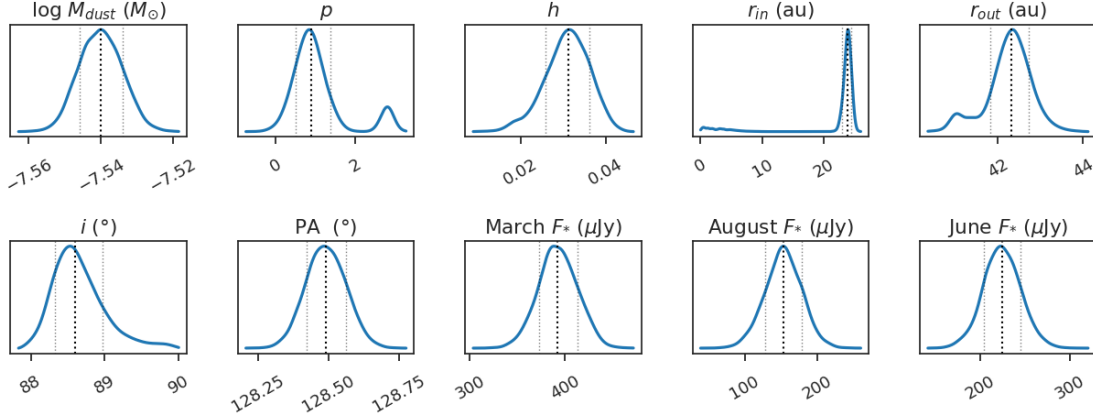 log M_dust (M_⊙)
p
h
r_in (au)
r_out (au)
−7.56 −7.54 −7.52
0 2
0.02 0.04
0 20
42 44
i (°)
PA (°)
March F_* (μJy)
August F_* (μJy)
June F_* (μJy)
88 89 90
128.25 128.50 128.75
300 400
100 200
200 300